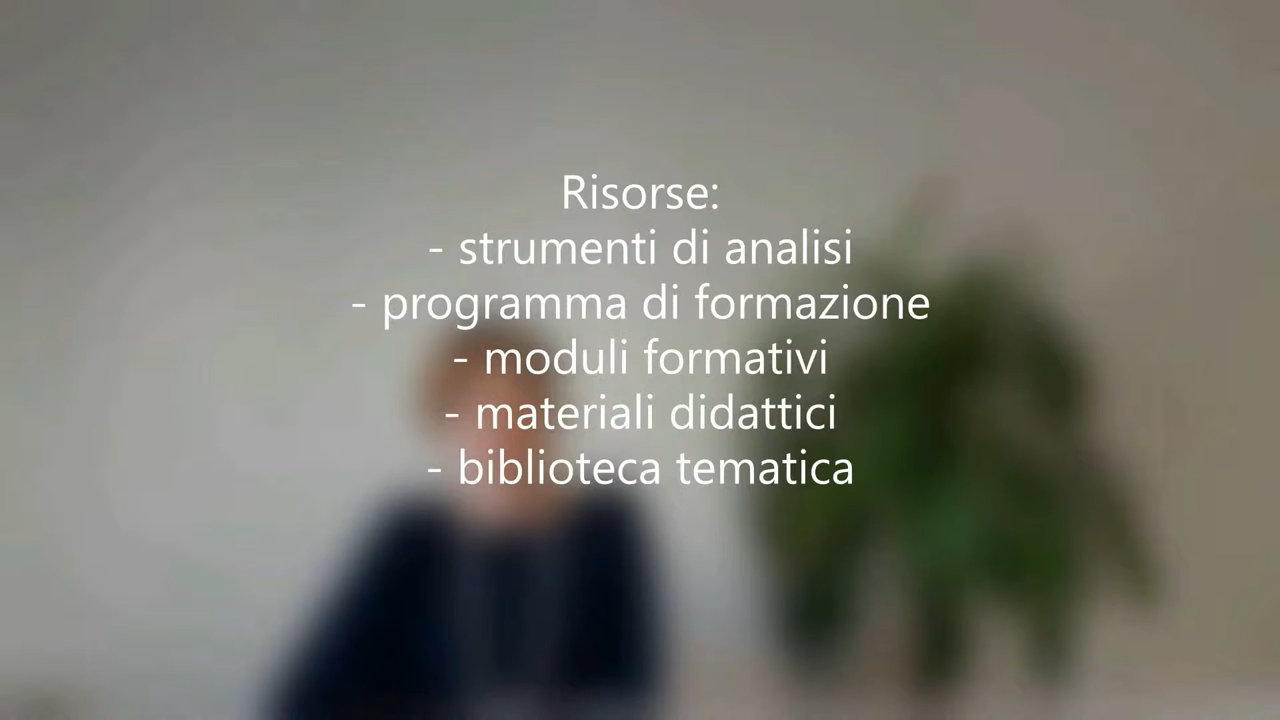 Risorse:
- strumenti di analisi
- programma di formazione
- moduli formativi
- materiali didattici
- biblioteca tematica